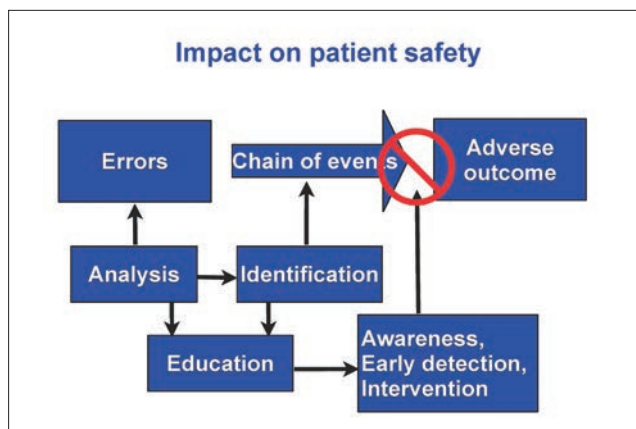 Impact on patient safety
Errors
Chain of events
Adverse
outcome
Analysis
Identification
Education
Awareness,
Early detection,
Intervention